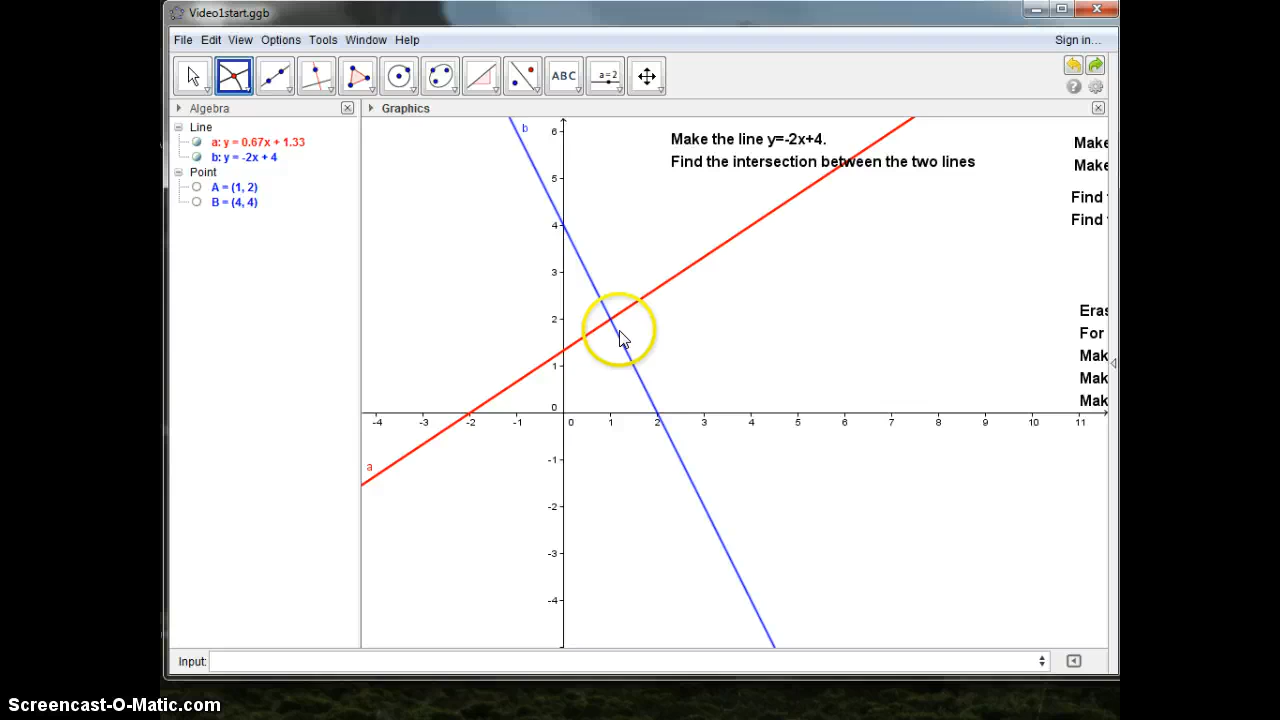 Video1start.ggb
File Edit View Options Tools Window Help Sign in...
ABC a=2
Algebra
Graphics
Line
a: y = 0.67x + 1.33
b: y = -2x + 4
Point
A = (1, 2)
B = (4, 4)
Make the line y=-2x+4.
Find the intersection between the two lines
Make
Make
Find
Find
Eras
For
Mak
Mak
Mak
b
a
6
5
4
3
2
1
0
-1
-2
-3
-4
-4 -3 -2 -1 0 1 2 3 4 5 6 7 8 9 10 11
Input:
Screencast-O-Matic.com